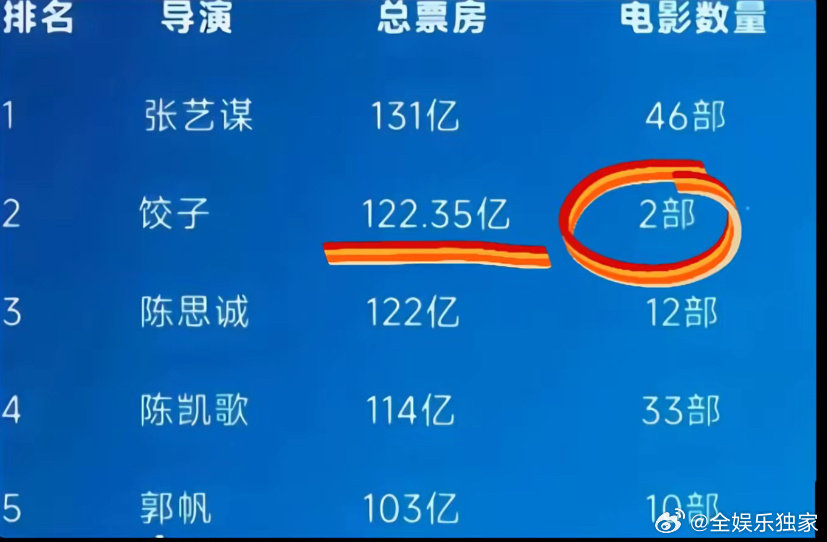 排名 导演 总票房 电影数量
1 张艺谋 131亿 46部
2 饺子 122.35亿 2部
3 陈思诚 122亿 12部
4 陈凯歌 114亿 33部
5 郭帆 103亿 10部
@全娱乐独家